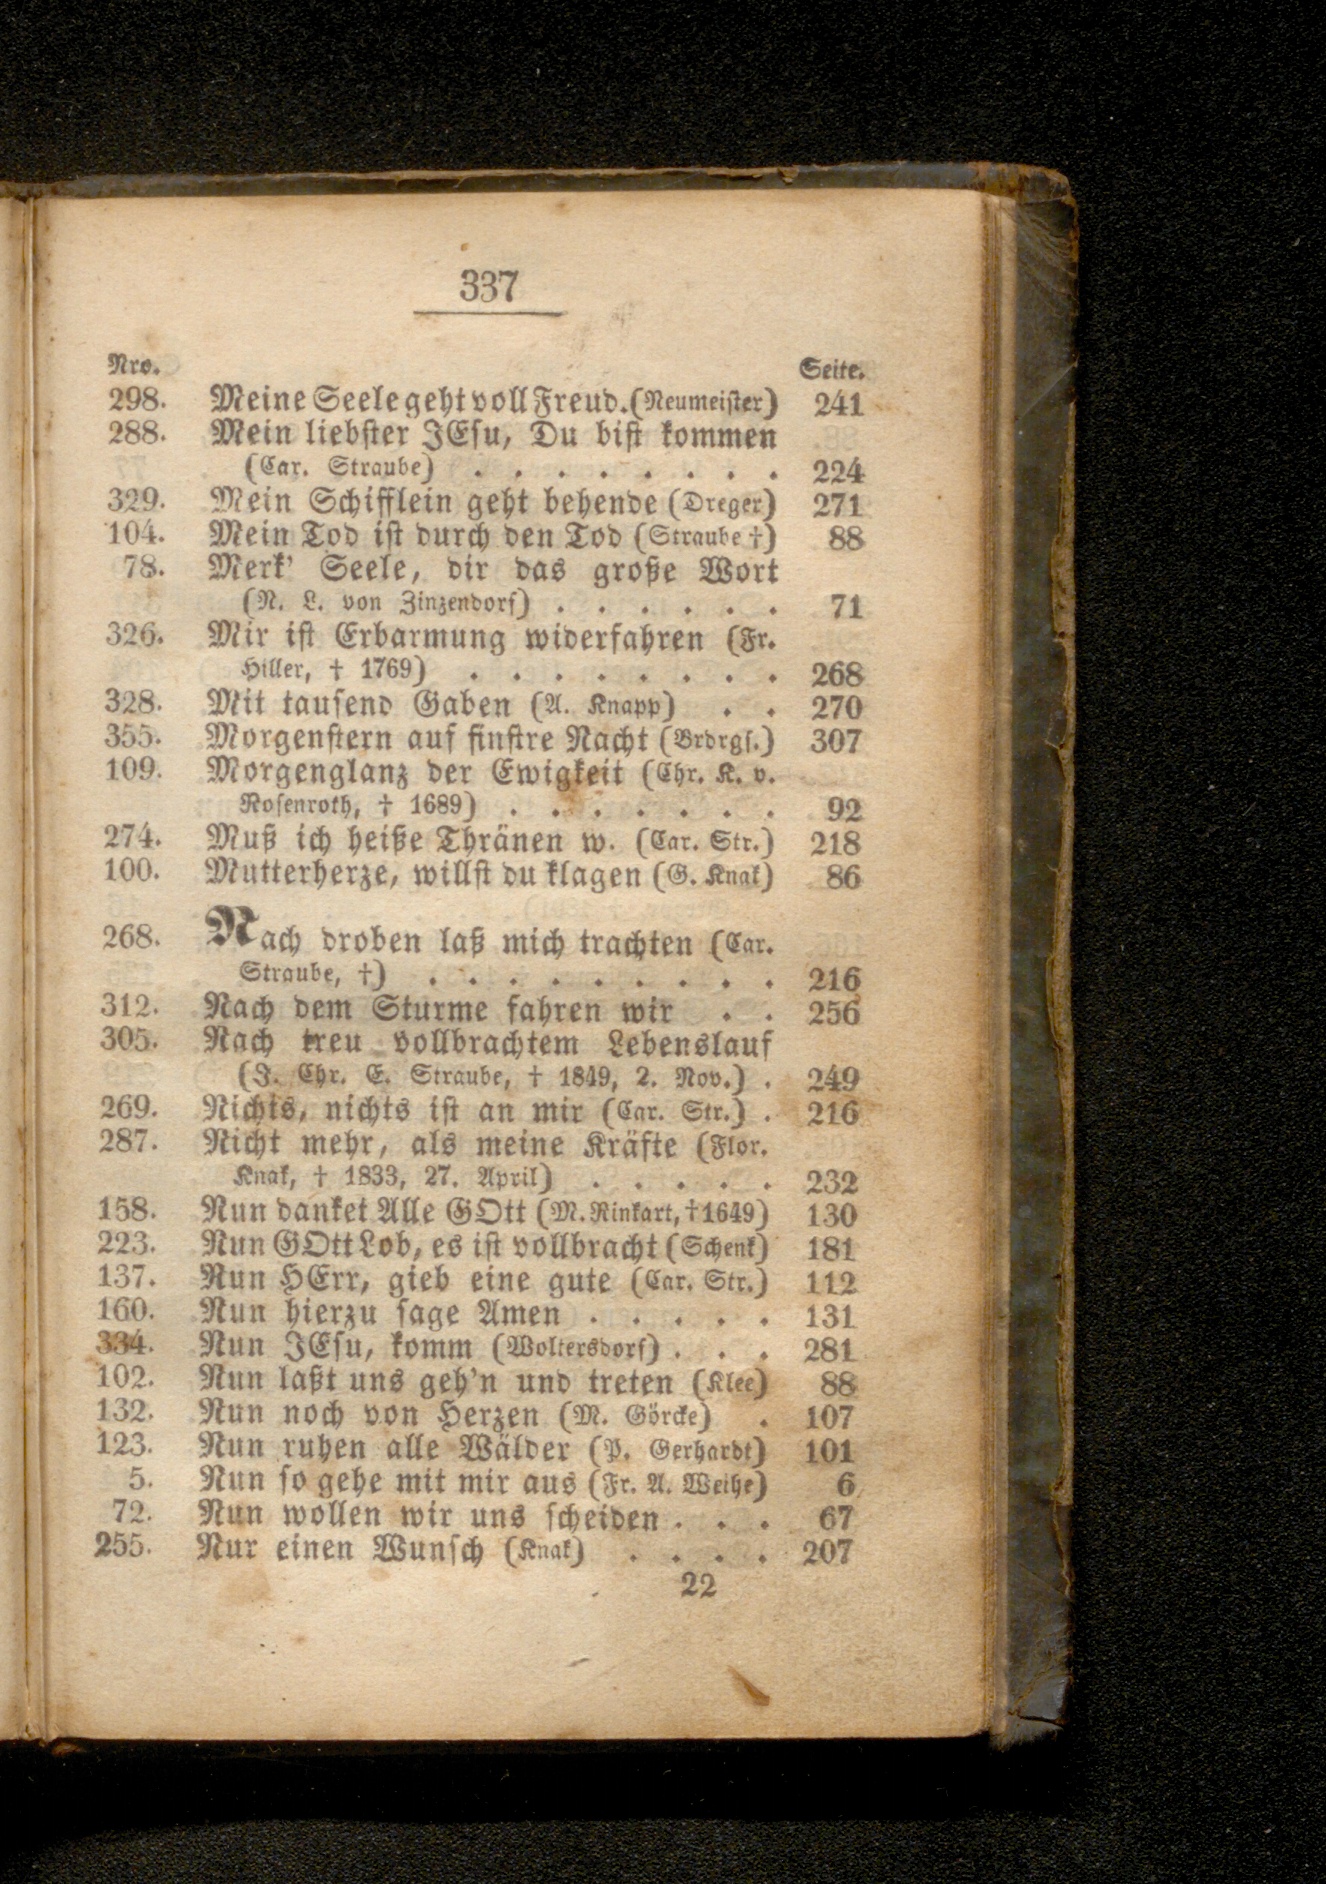 337
Nro. Seite.
298. Meine Seele geht voll Freud. (Neumeister) 241
288. Mein liebster JEsu, Du bist kommen
(Car. Straube) . . . . . . . . 224
329. Mein Schifflein geht behende (Dreger) 271
104. Mein Tod ist durch den Tod (Straube †) 88
78. Merk' Seele, dir das große Wort
(N. L. von Zinzendorf) . . . . . . 71
326. Mir ist Erbarmung widerfahren (Fr.
Hiller, † 1769) . . . . . . . . 268
328. Mit tausend Gaben (A. Knapp) . . 270
355. Morgenstern auf finstre Nacht (Brdrgs.) 307
109. Morgenglanz der Ewigkeit (Chr. K. v.
Rosenroth, † 1689) . . . . . . . 92
274. Muß ich heiße Thränen w. (Car. Str.) 218
100. Mutterherze, willst du klagen (G. Knak) 86
268. Nach droben laß mich trachten (Car.
Straube, †) . . . . . . . . . 216
312. Nach dem Sturme fahren wir . . 256
305. Nach treu vollbrachtem Lebenslauf
(J. Chr. E. Straube, † 1849, 2. Nov.) . 249
269. Nichts, nichts ist an mir (Car. Str.) . 216
287. Nicht mehr, als meine Kräfte (Flor.
Knak, † 1833, 27. April) . . . . . 232
158. Nun danket Alle GOtt (M. Rinkart, † 1649) 130
223. Nun GOtt Lob, es ist vollbracht (Schenk) 181
137. Nun HErr, gieb eine gute (Car. Str.) 112
160. Nun hierzu sage Amen . . . . . 131
334. Nun JEsu, komm (Woltersdorf) . . . 281
102. Nun laßt uns geh'n und treten (Klee) 88
132. Nun noch von Herzen (M. Görcke) . 107
123. Nun ruhen alle Wälder (P. Gerhardt) 101
5. Nun so gehe mit mir aus (Fr. A. Weihe) 6
72. Nun wollen wir uns scheiden . . . 67
255. Nur einen Wunsch (Knak) . . . . 207
22